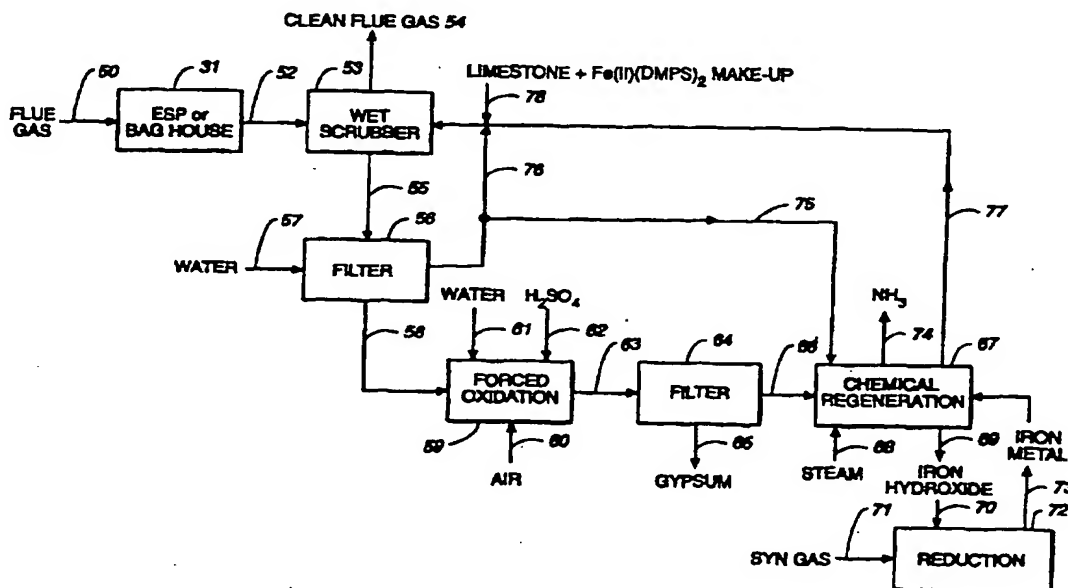 CLEAN FLUE GAS 54
50
31
52
53
LIMESTONE + Fe(II)(DMPS)₂ MAKE-UP
78
FLUE GAS
ESP or
BAG HOUSE
WET
SCRUBBER
55
76
75
77
57
56
WATER
FILTER
58
WATER
H₂SO₄
61
62
63
64
66
NH₃
74
67
FORCED
OXIDATION
FILTER
CHEMICAL
REGENERATION
59
60
65
68
69
AIR
GYPSUM
STEAM
IRON
HYDROXIDE
IRON
METAL
70
73
72
71
SYN GAS
REDUCTION